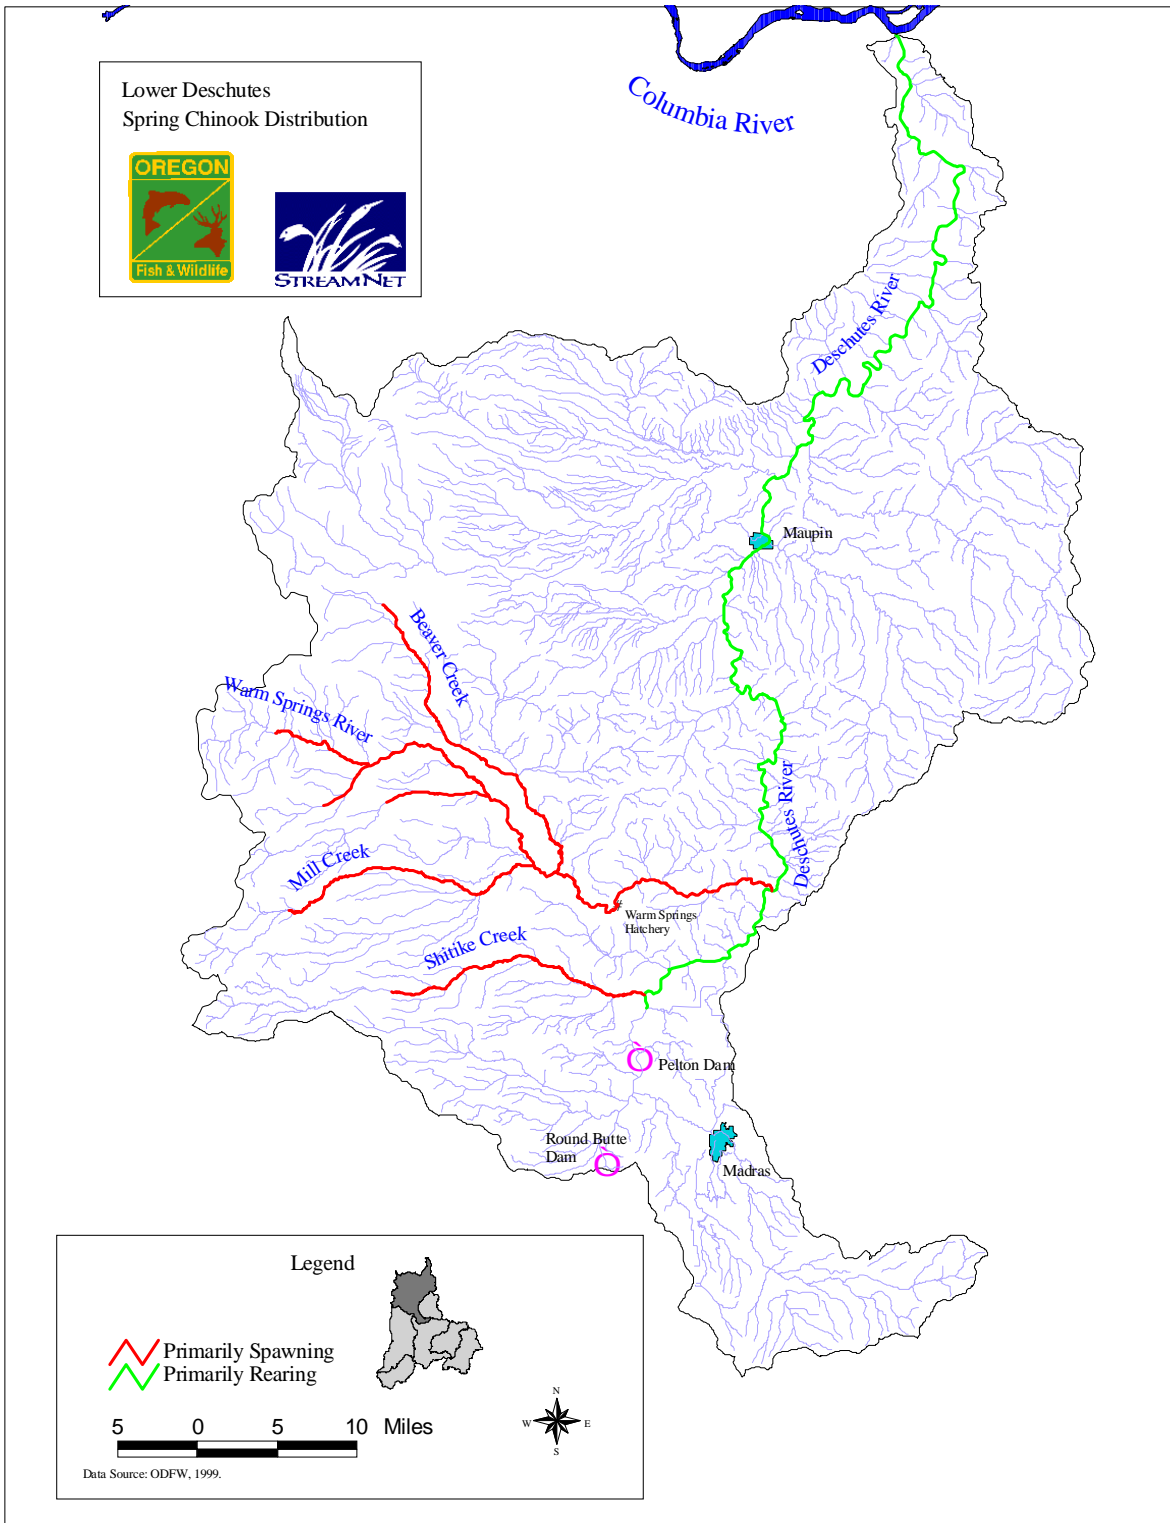 Lower Deschutes
Spring Chinook Distribution
OREGON
Fish & Wildlife
STREAMNET
Columbia River
Deschutes River
Maupin
Beaver Creek
Warm Springs River
Deschutes River
Mill Creek
Warm Springs
Hatchery
Shitike Creek
Pelton Dam
Round Butte
Dam
Madras
Legend
Primarily Spawning
Primarily Rearing
5 0 5 10 Miles
N
W E
S
Data Source: ODFW, 1999.